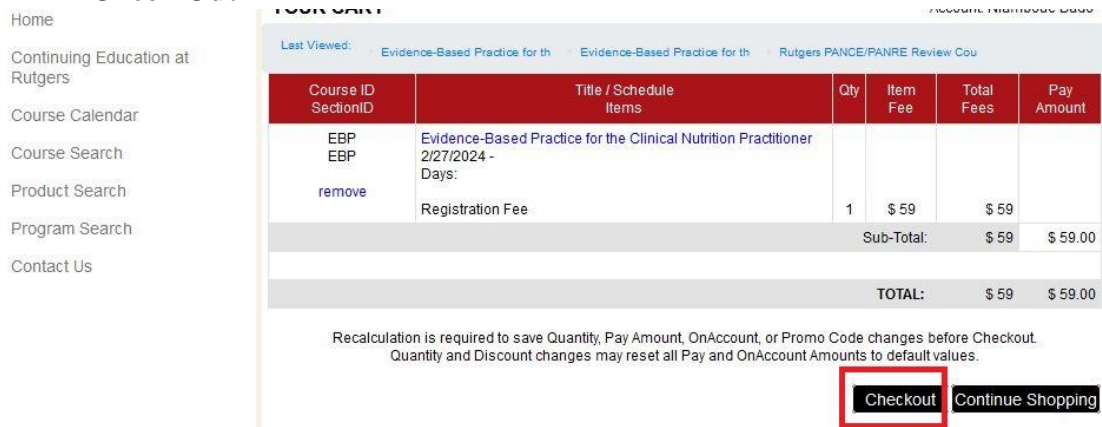 Home
Continuing Education at
Rutgers
Course Calendar
Course Search
Product Search
Program Search
Contact Us
YOUR CART
Last Viewed: Evidence-Based Practice for th Evidence-Based Practice for th Rutgers PANCE/PANRE Review Cou
Course ID
SectionID
Title / Schedule
Items
Qty
Item
Fee
Total
Fees
Pay
Amount
EBP
EBP
remove
Evidence-Based Practice for the Clinical Nutrition Practitioner
2/27/2024 -
Days:
Registration Fee 1 $ 59 $ 59
Sub-Total: $ 59 $ 59.00
TOTAL: $ 59 $ 59.00
Recalculation is required to save Quantity, Pay Amount, OnAccount, or Promo Code changes before Checkout.
Quantity and Discount changes may reset all Pay and OnAccount Amounts to default values.
Checkout Continue Shopping